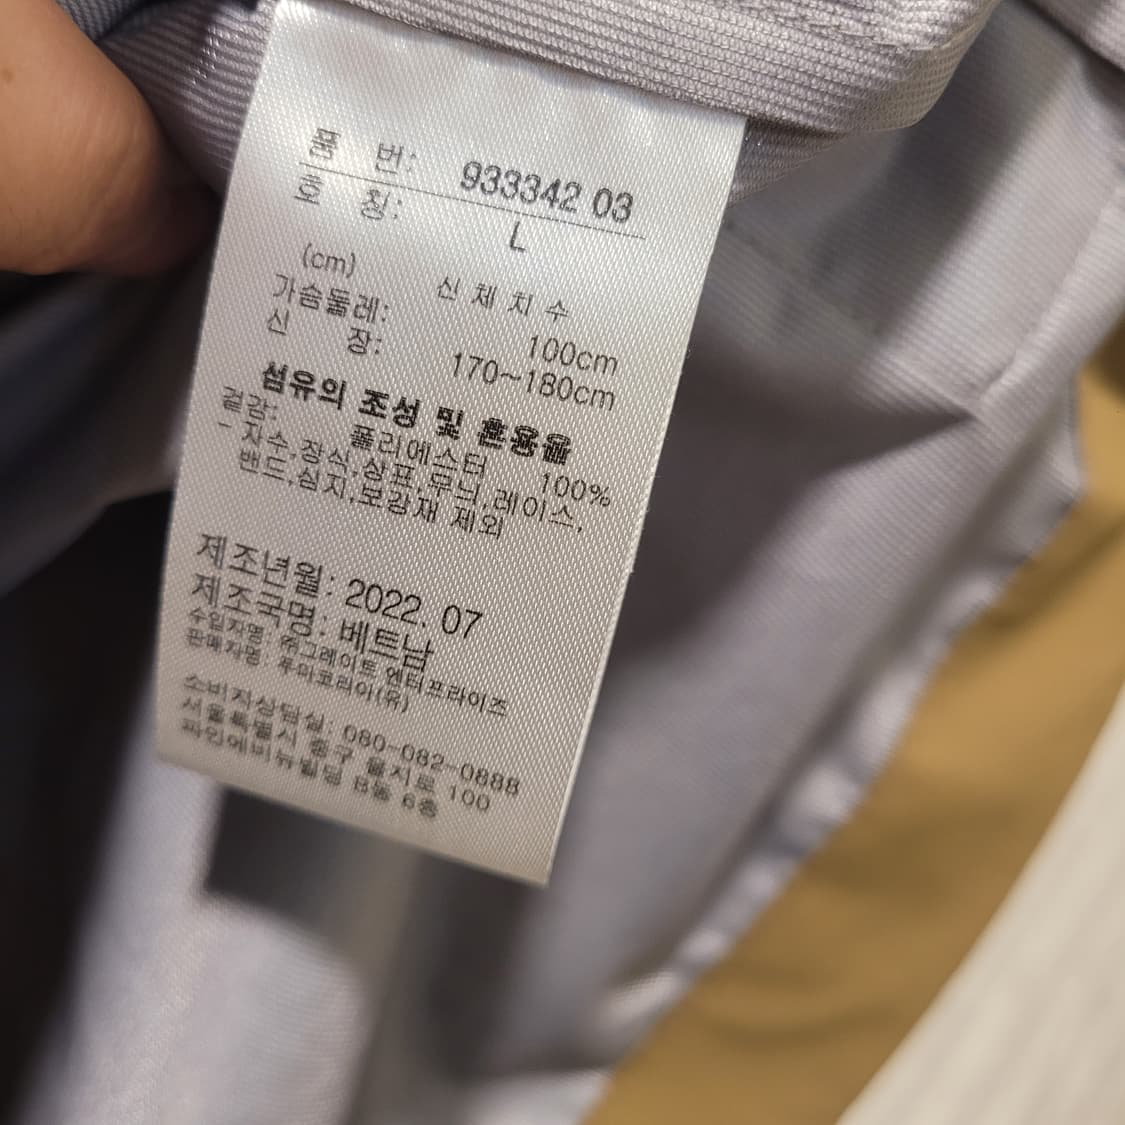 품 번: 933342 03
호 칭: L
(cm) 신 체 치 수
가슴둘레: 100cm
신 장: 170~180cm
섬유의 조성 및 혼용율
겉감: 폴리에스터 100%
- 자수,장식,상표,무늬,레이스,
밴드,심지,보강재 제외
제조년월: 2022. 07
제조국명: 베트남
수입자명: ㈜그레이트 엔터프라이즈
판매자명: 푸마코리아(유)
소비자상담실: 080-082-0888
서울특별시 중구 을지로 100
파인에비뉴빌딩 B동 6층